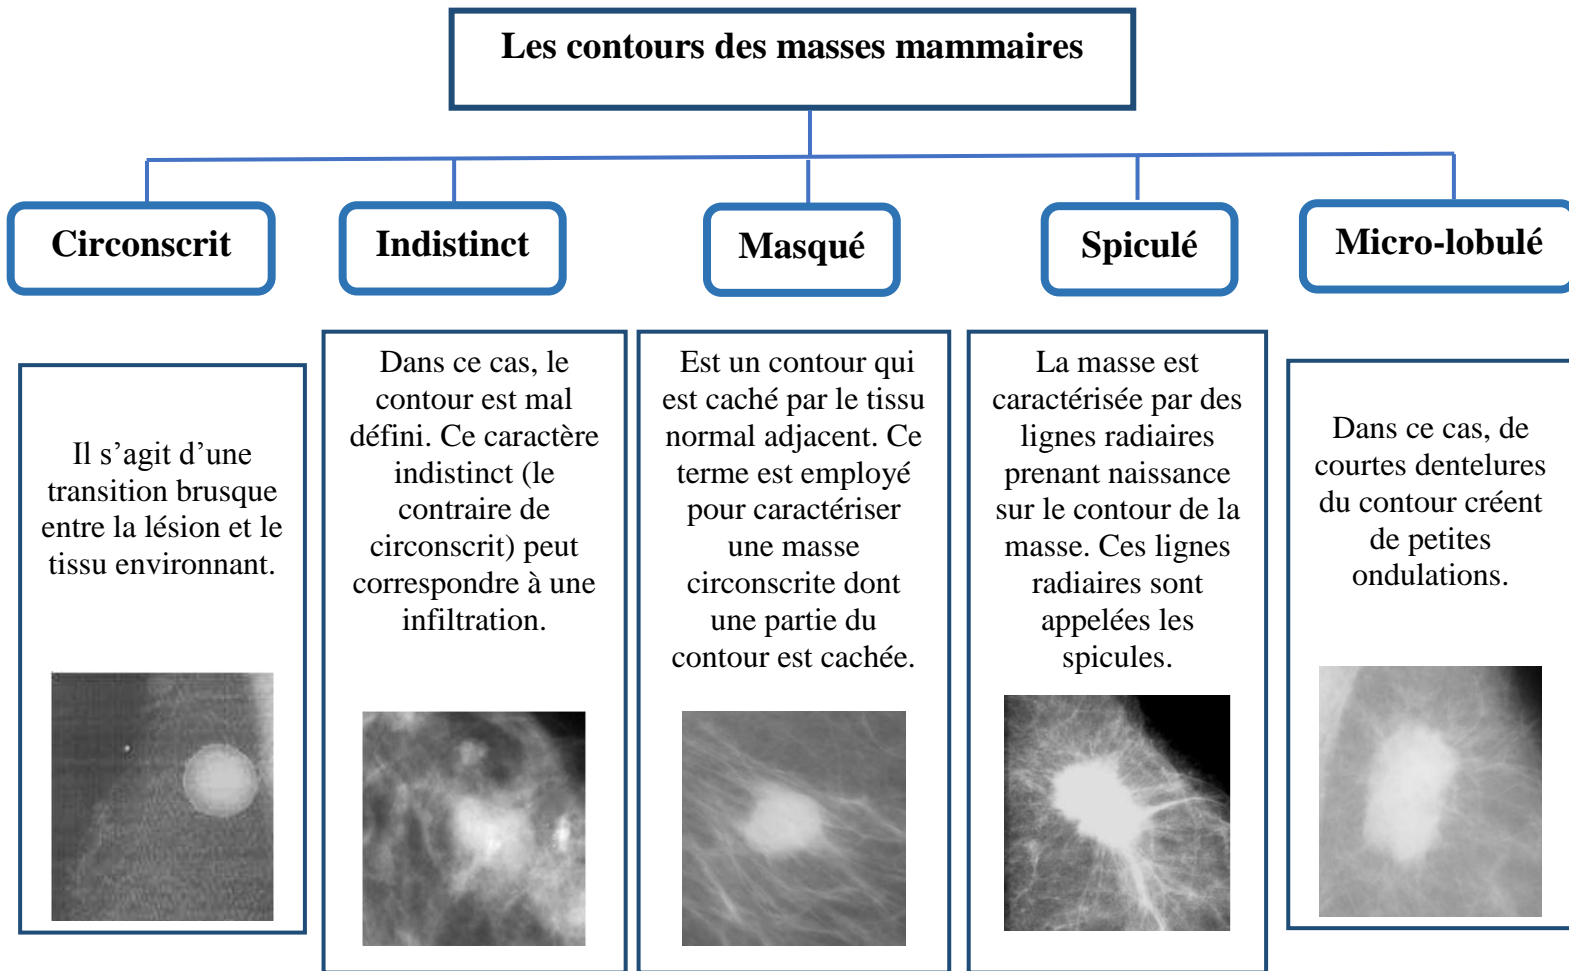 Les contours des masses mammaires
Circonscrit
Indistinct
Masqué
Spiculé
Micro-lobulé
Il s’agit d’une
transition brusque
entre la lésion et le
tissu environnant.
Dans ce cas, le
contour est mal
défini. Ce caractère
indistinct (le
contraire de
circonscrit) peut
correspondre à une
infiltration.
Est un contour qui
est caché par le tissu
normal adjacent. Ce
terme est employé
pour caractériser
une masse
circonscrite dont
une partie du
contour est cachée.
La masse est
caractérisée par des
lignes radiaires
prenant naissance
sur le contour de la
masse. Ces lignes
radiaires sont
appelées les
spicules.
Dans ce cas, de
courtes dentelures
du contour créent
de petites
ondulations.